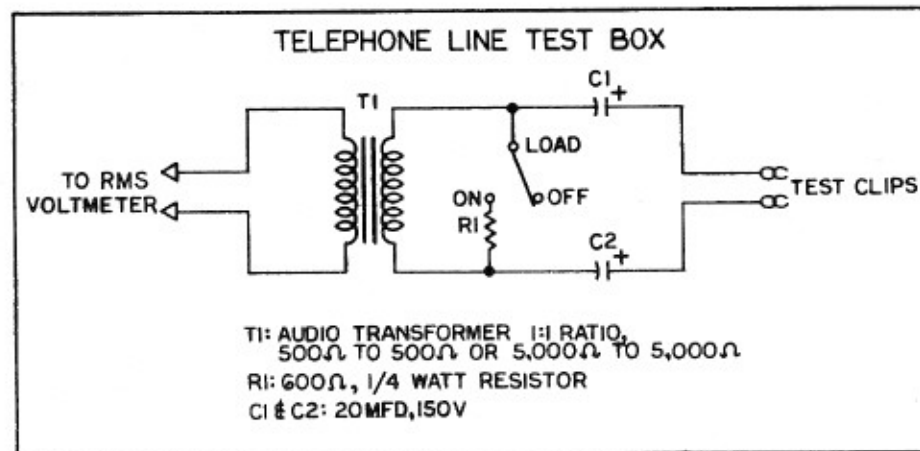 TELEPHONE LINE TEST BOX
C1
+
T1
LOAD
TO RMS
VOLTMETER
TEST CLIPS
ON
OFF
R1
C2
+
T1: AUDIO TRANSFORMER 1:1 RATIO,
500Ω TO 500Ω OR 5,000Ω TO 5,000Ω
R1: 600Ω, 1/4 WATT RESISTOR
C1 & C2: 20MFD, 150V